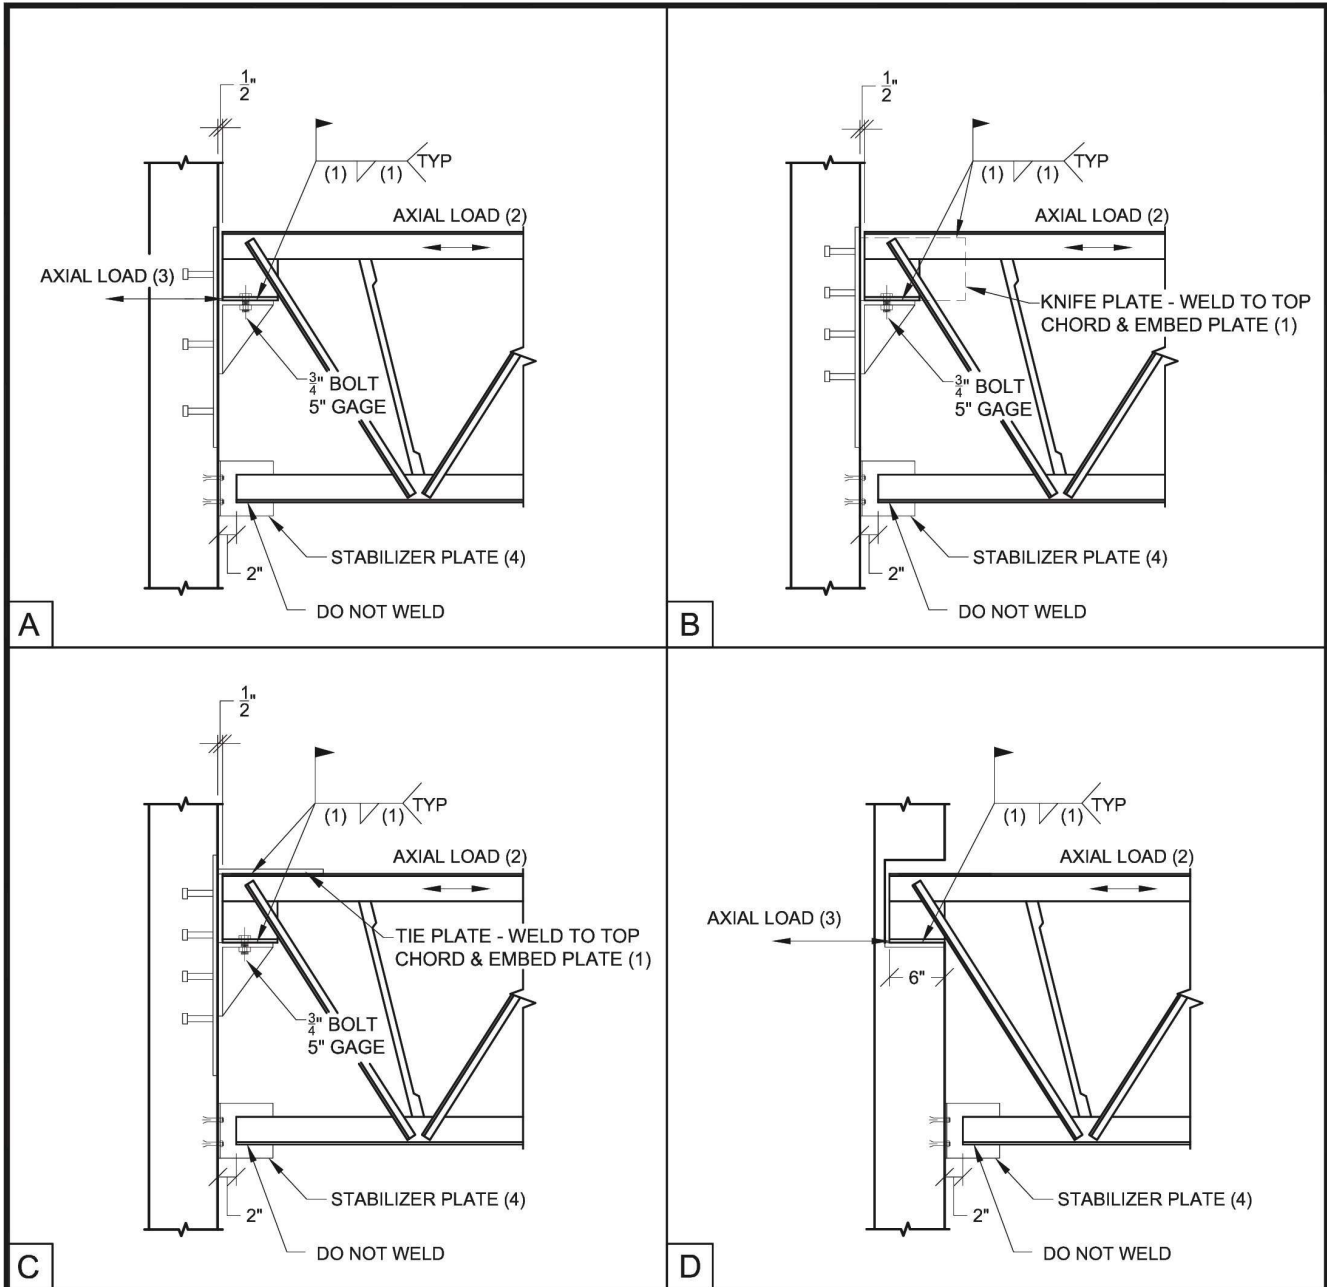 1/2"
TYP
(1) (1)
AXIAL LOAD (2)
AXIAL LOAD (3)
3/4" BOLT
5" GAGE
STABILIZER PLATE (4)
2"
DO NOT WELD
A
1/2"
TYP
(1) (1)
AXIAL LOAD (2)
KNIFE PLATE - WELD TO TOP
CHORD & EMBED PLATE (1)
3/4" BOLT
5" GAGE
STABILIZER PLATE (4)
2"
DO NOT WELD
B
1/2"
TYP
(1) (1)
AXIAL LOAD (2)
TIE PLATE - WELD TO TOP
CHORD & EMBED PLATE (1)
3/4" BOLT
5" GAGE
STABILIZER PLATE (4)
2"
DO NOT WELD
C
TYP
(1) (1)
AXIAL LOAD (2)
AXIAL LOAD (3)
6"
STABILIZER PLATE (4)
2"
DO NOT WELD
D